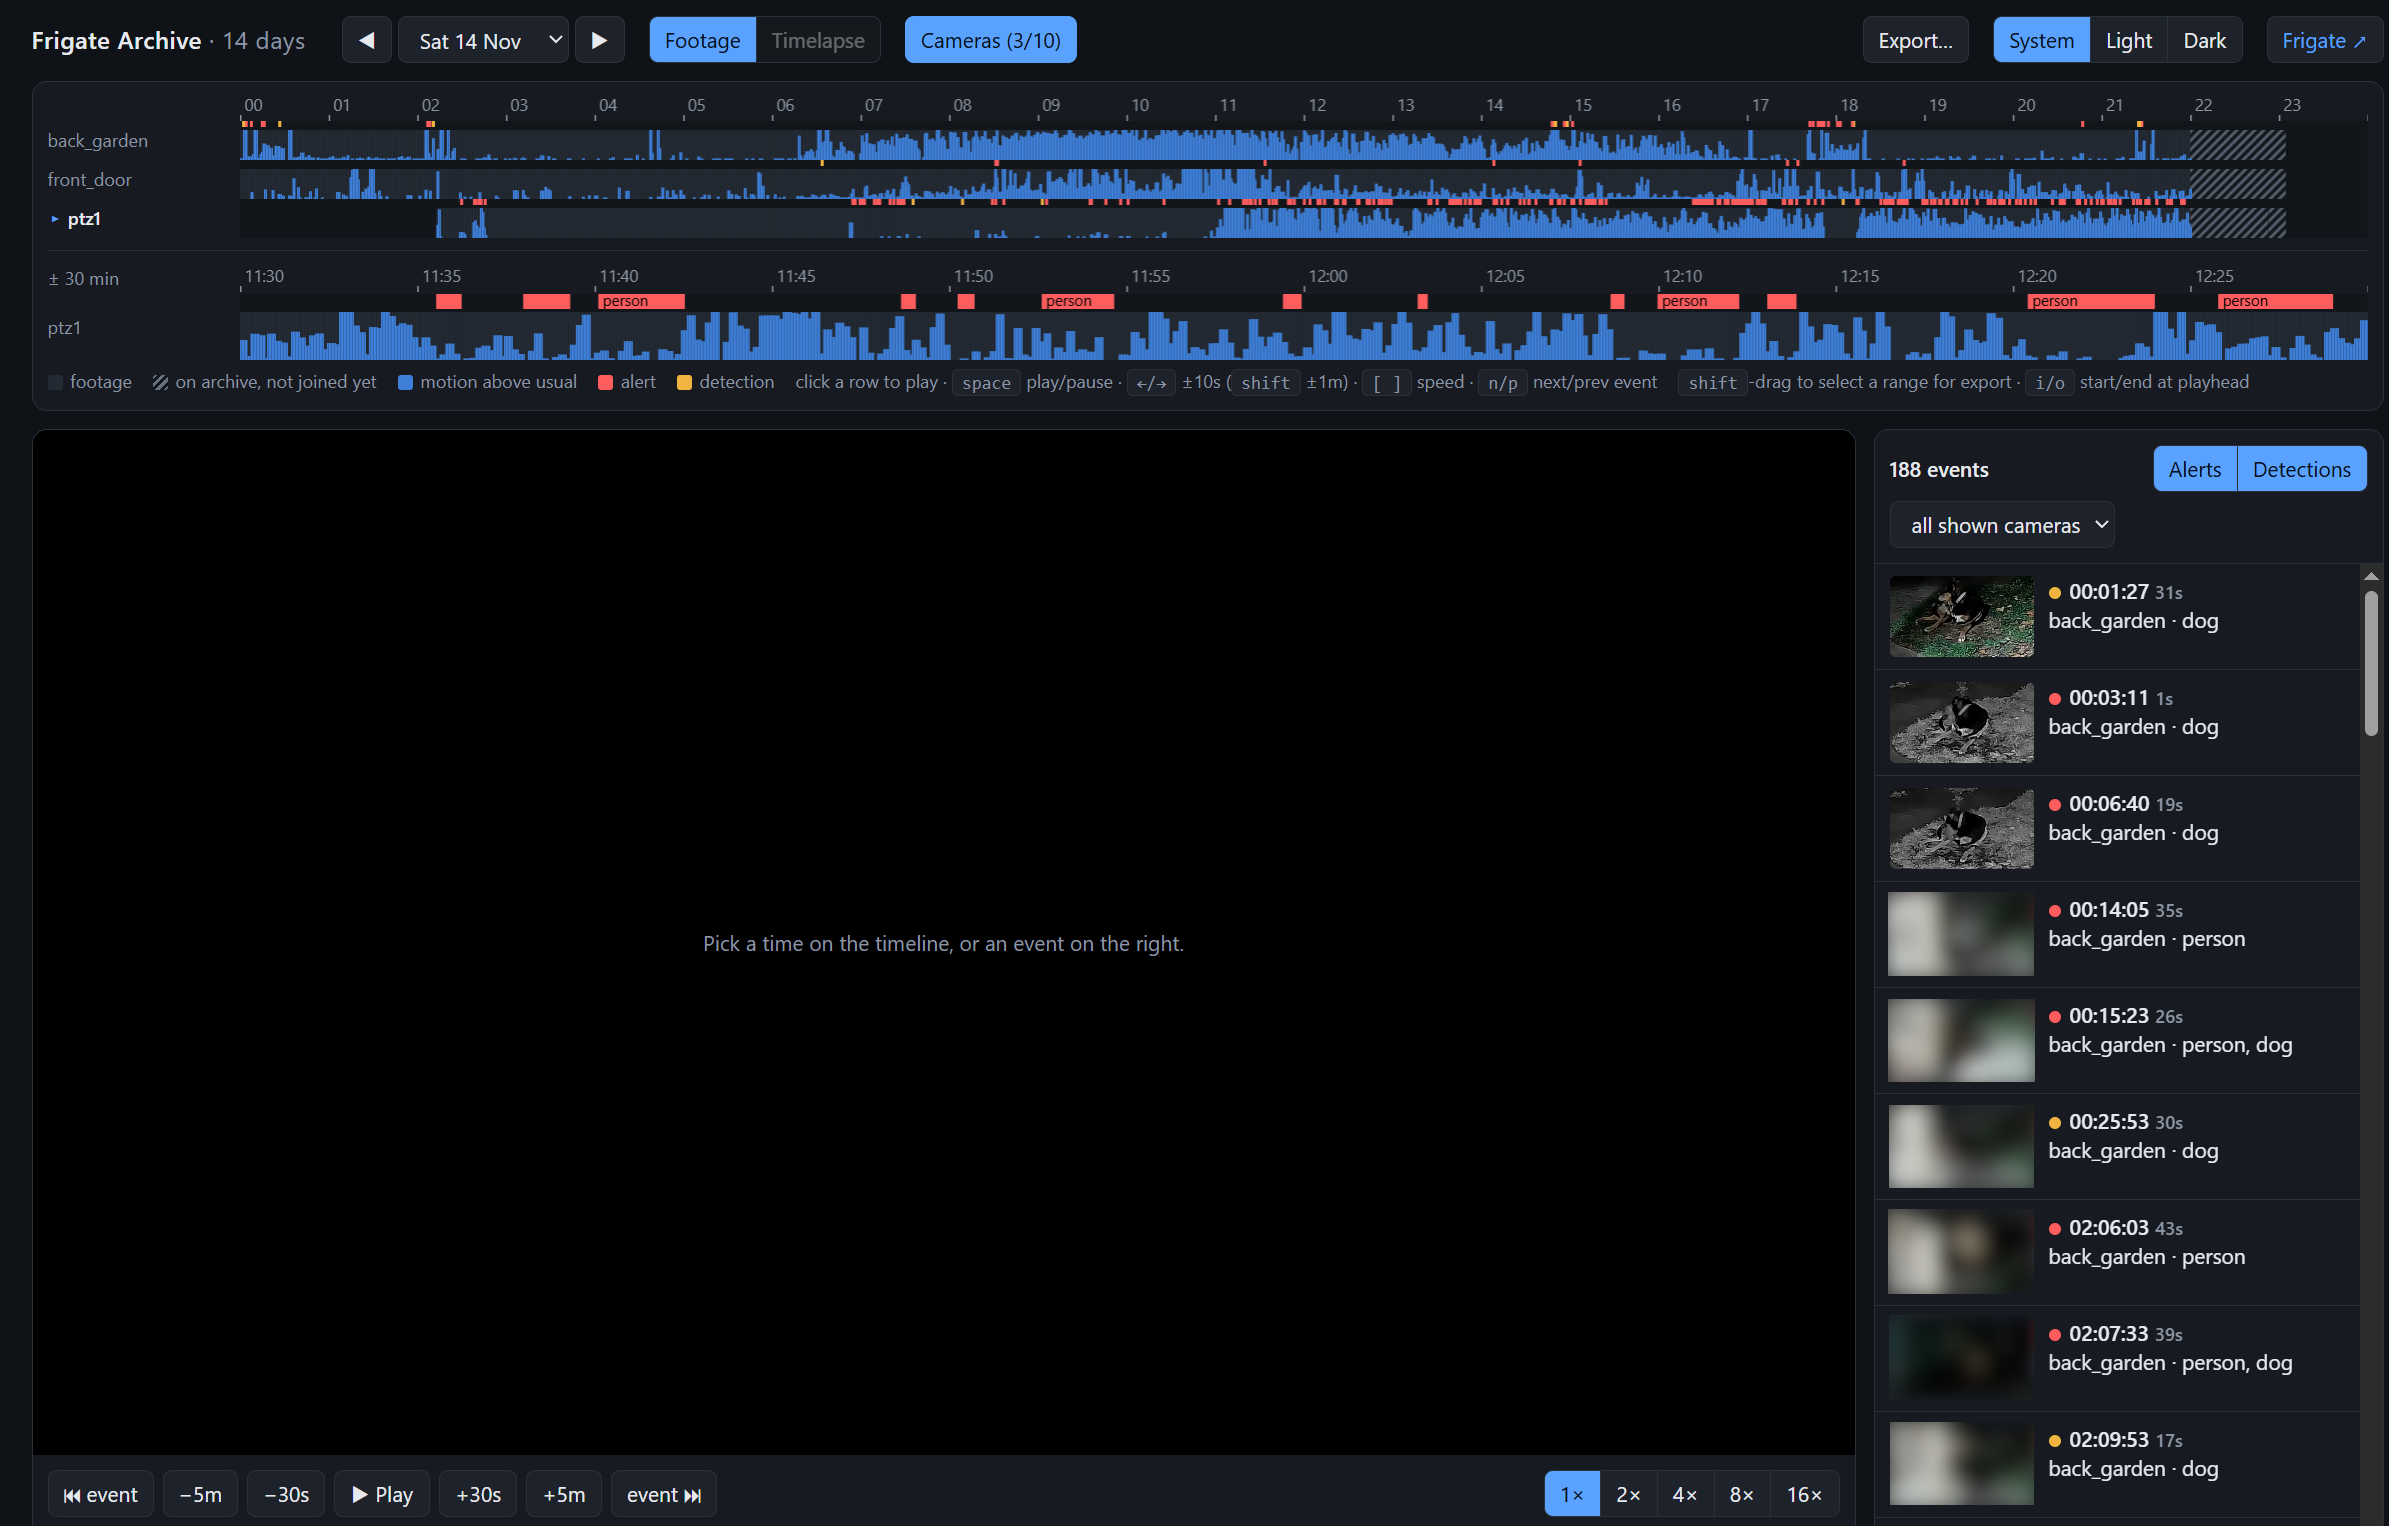 Frigate Archive · 14 days
◀ Sat 14 Nov ▶
Footage Timelapse
Cameras (3/10)
Export...
System Light Dark
Frigate ↗
00 01 02 03 04 05 06 07 08 09 10 11 12 13 14 15 16 17 18 19 20 21 22 23
back_garden
front_door
▸ ptz1
± 30 min
11:30 11:35 11:40 11:45 11:50 11:55 12:00 12:05 12:10 12:15 12:20 12:25
person person person person person
ptz1
footage on archive, not joined yet motion above usual alert detection click a row to play · space play/pause · ←/→ ±10s (shift ±1m) · [ ] speed · n/p next/prev event shift-drag to select a range for export · i/o start/end at playhead
Pick a time on the timeline, or an event on the right.
⏮ event −5m −30s ▶ Play +30s +5m event ⏭
1× 2× 4× 8× 16×
188 events
Alerts Detections
all shown cameras
00:01:27 31s
back_garden · dog
00:03:11 1s
back_garden · dog
00:06:40 19s
back_garden · dog
00:14:05 35s
back_garden · person
00:15:23 26s
back_garden · person, dog
00:25:53 30s
back_garden · dog
02:06:03 43s
back_garden · person
02:07:33 39s
back_garden · person, dog
02:09:53 17s
back_garden · dog